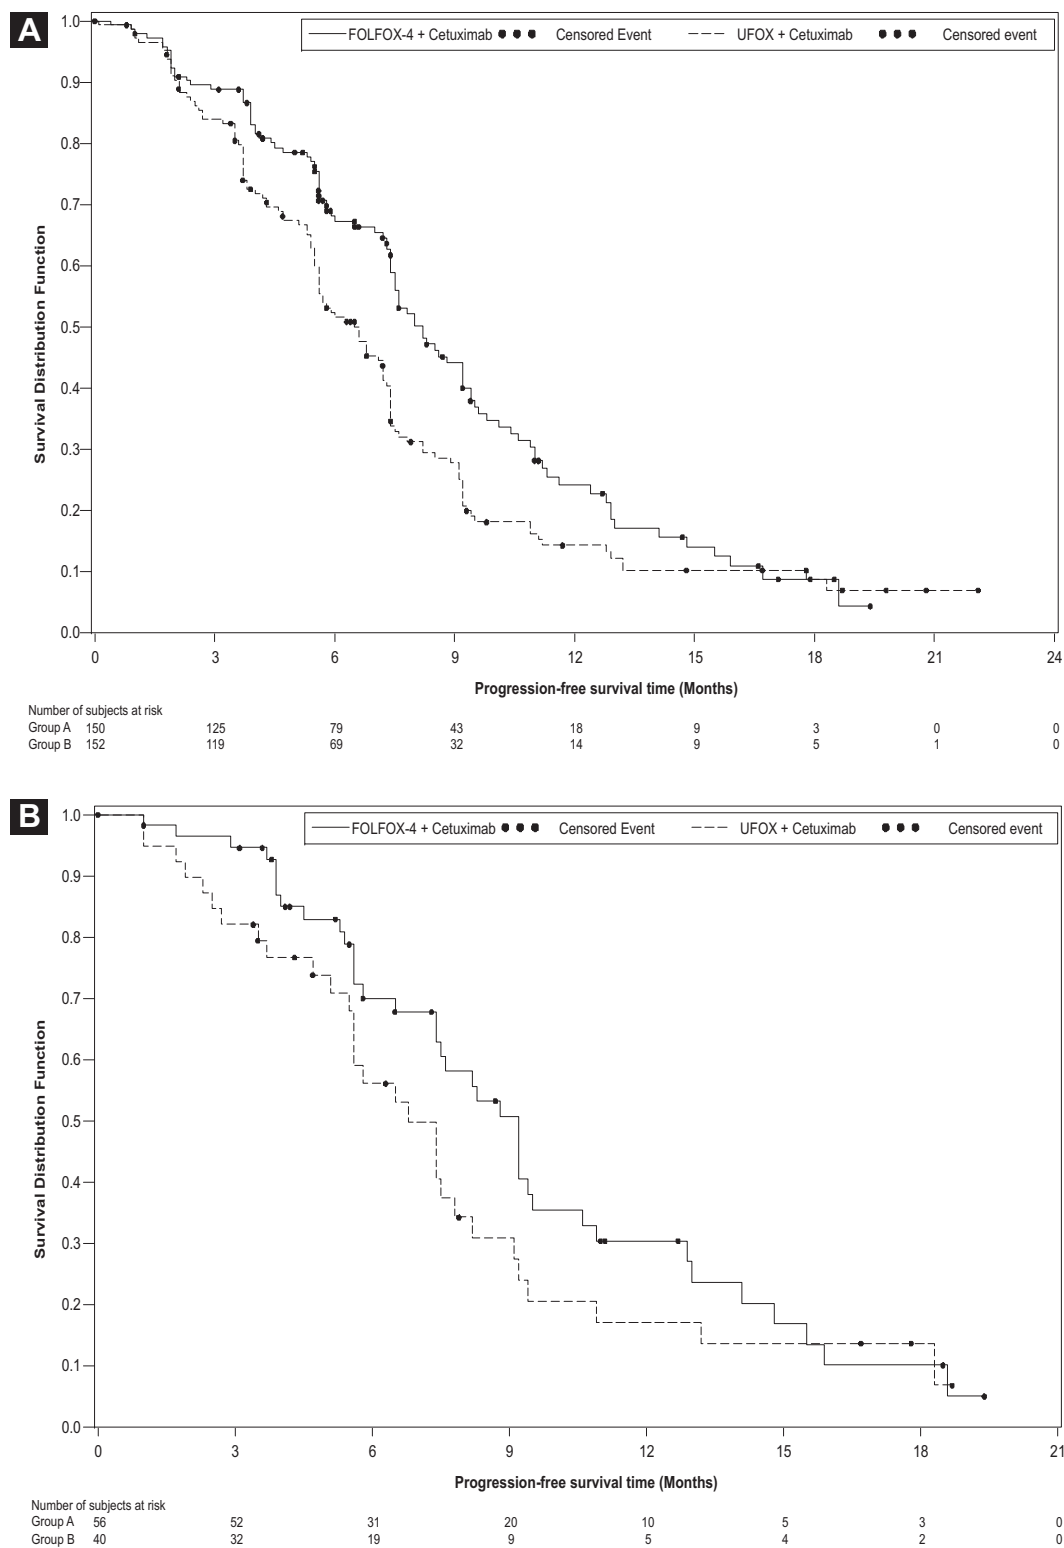 A
FOLFOX-4 + Cetuximab Censored Event UFOX + Cetuximab Censored event
1.0
0.9
0.8
0.7
0.6
0.5
0.4
0.3
0.2
0.1
0.0
Survival Distribution Function
0 3 6 9 12 15 18 21 24
Progression-free survival time (Months)
Number of subjects at risk
Group A 150 125 79 43 18 9 3 0 0
Group B 152 119 69 32 14 9 5 1 0
B
FOLFOX-4 + Cetuximab Censored Event UFOX + Cetuximab Censored event
1.0
0.9
0.8
0.7
0.6
0.5
0.4
0.3
0.2
0.1
0.0
Survival Distribution Function
0 3 6 9 12 15 18 21
Progression-free survival time (Months)
Number of subjects at risk
Group A 56 52 31 20 10 5 3 0
Group B 40 32 19 9 5 4 2 0